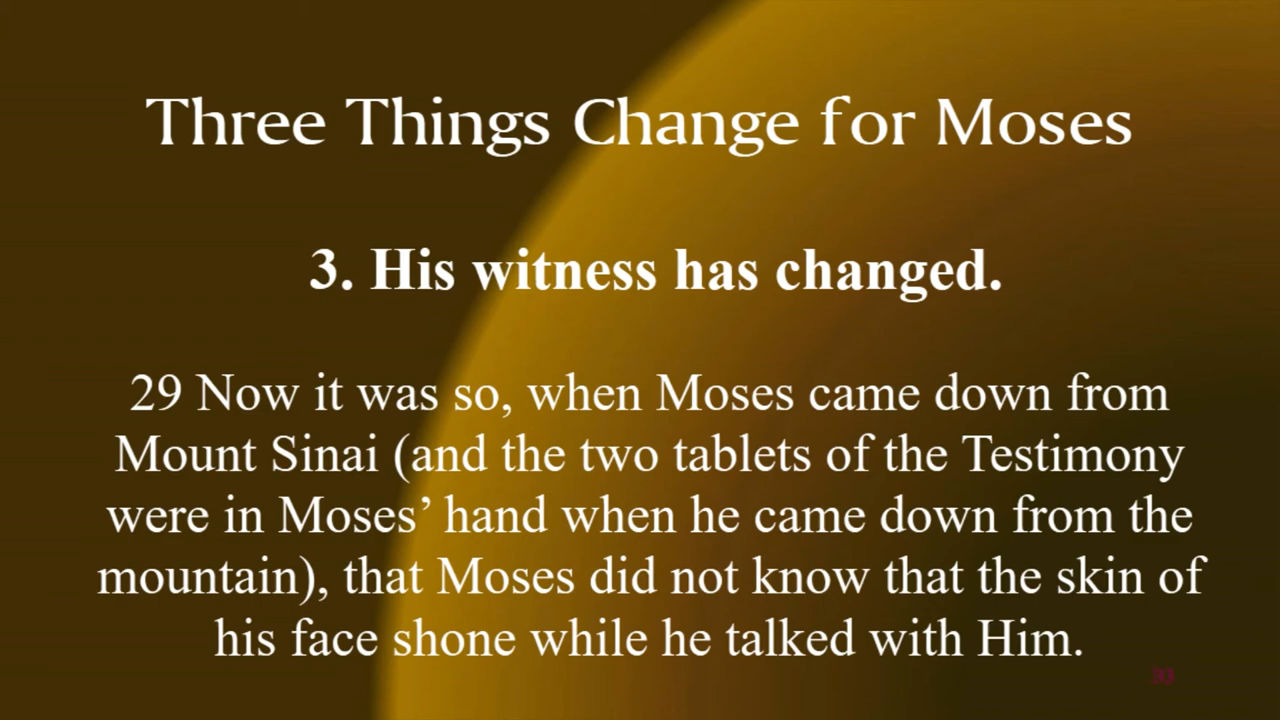 Three Things Change for Moses
3. His witness has changed.
29 Now it was so, when Moses came down from
Mount Sinai (and the two tablets of the Testimony
were in Moses’ hand when he came down from the
mountain), that Moses did not know that the skin of
his face shone while he talked with Him.